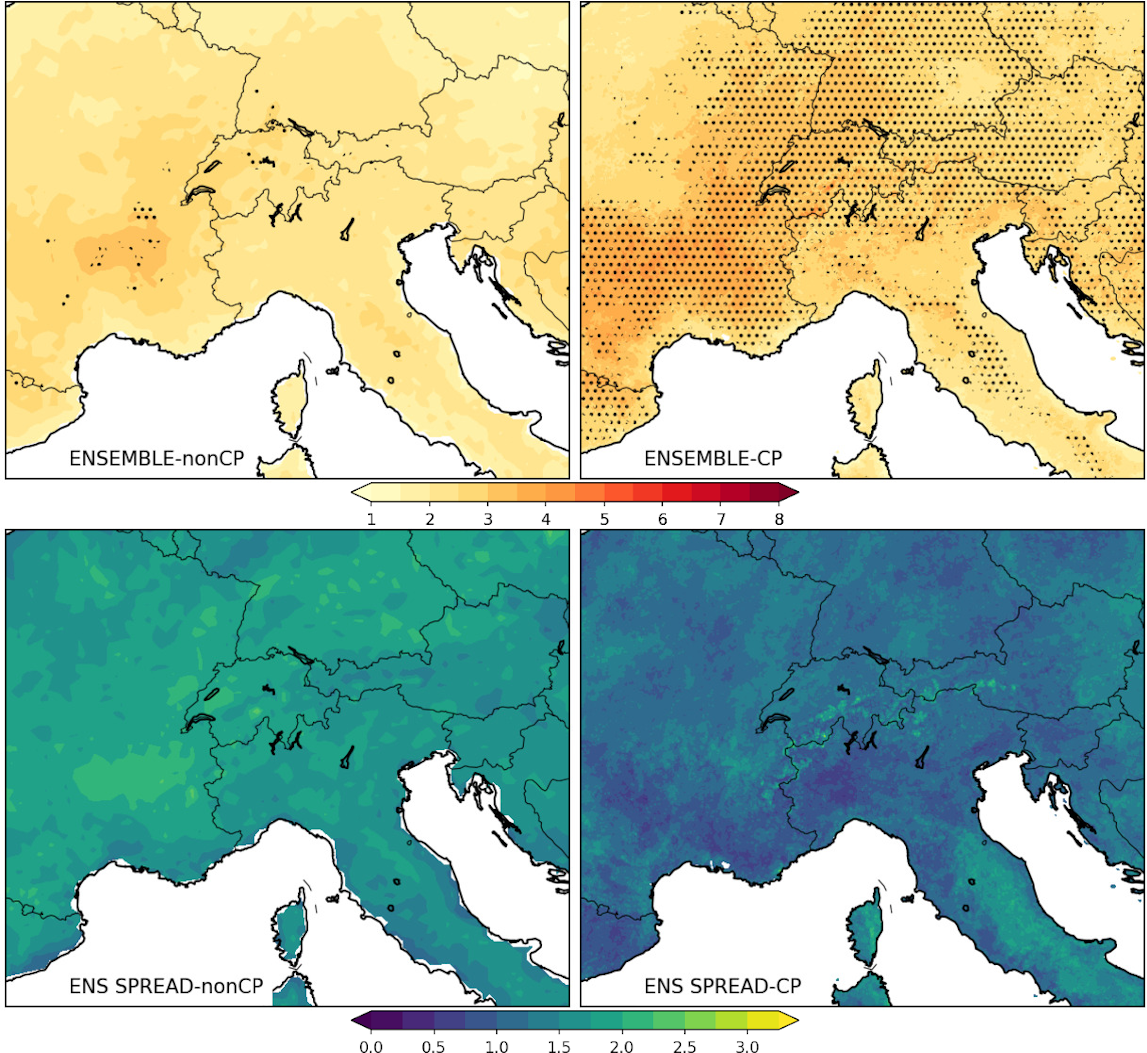 ENSEMBLE-nonCP
ENSEMBLE-CP
1 2 3 4 5 6 7 8
ENS SPREAD-nonCP
ENS SPREAD-CP
0.0 0.5 1.0 1.5 2.0 2.5 3.0